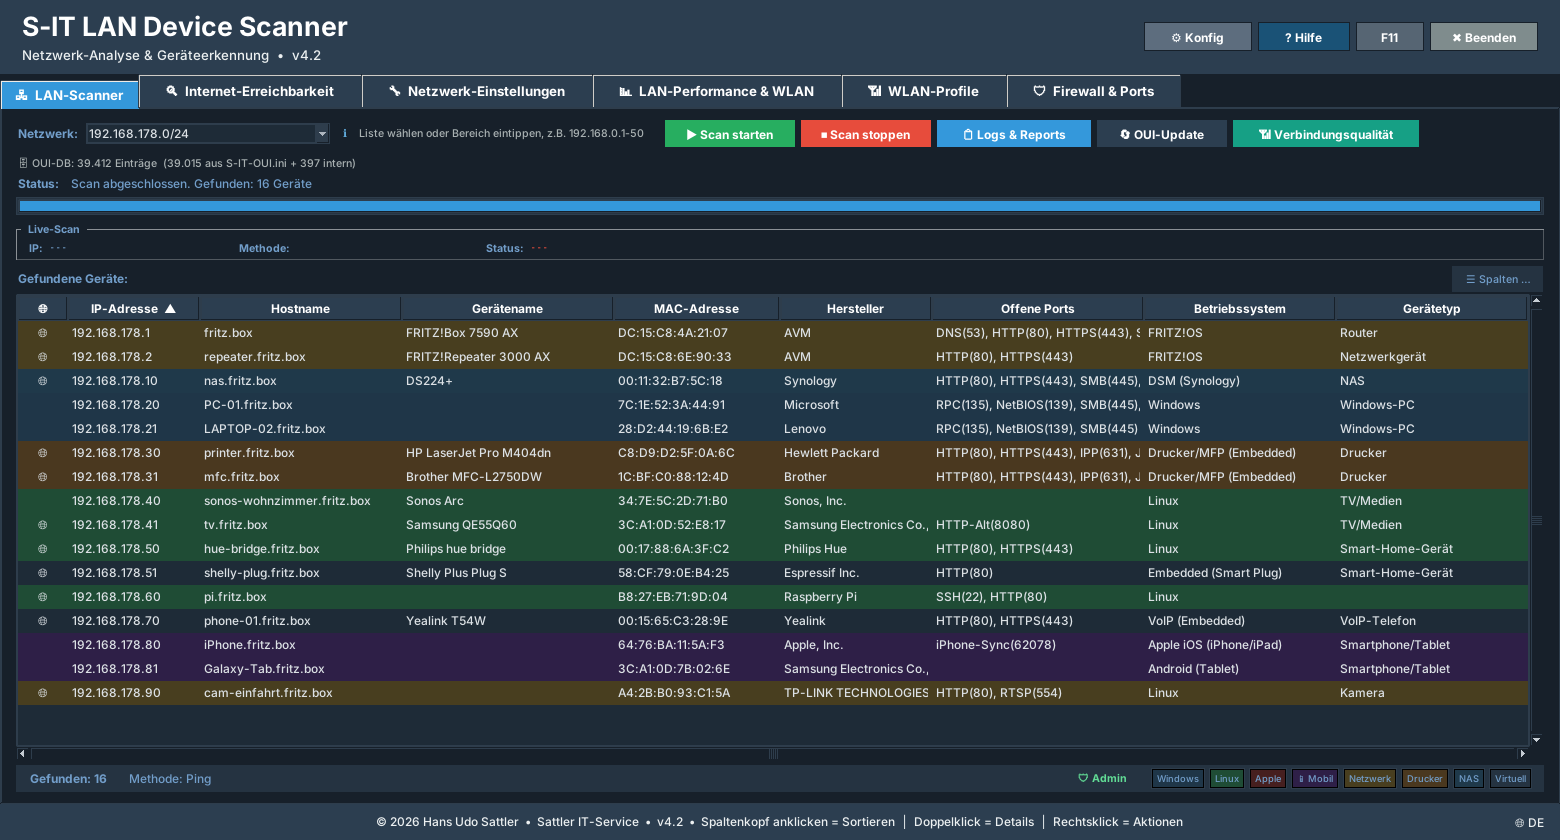 S-IT LAN Device Scanner
Netzwerk-Analyse & Geräteerkennung • v4.2
⚙ Konfig ? Hilfe F11 ✖ Beenden
LAN-Scanner Internet-Erreichbarkeit Netzwerk-Einstellungen LAN-Performance & WLAN WLAN-Profile Firewall & Ports
Netzwerk: 192.168.178.0/24 ℹ Liste wählen oder Bereich eintippen, z.B. 192.168.0.1-50 ▶ Scan starten ■ Scan stoppen Logs & Reports OUI-Update Verbindungsqualität
OUI-DB: 39.412 Einträge (39.015 aus S-IT-OUI.ini + 397 intern)
Status: Scan abgeschlossen. Gefunden: 16 Geräte
Live-Scan
IP: --- Methode: Status: ---
Gefundene Geräte: ☰ Spalten ...
IP-Adresse ▲ Hostname Gerätename MAC-Adresse Hersteller Offene Ports Betriebssystem Gerätetyp
192.168.178.1 fritz.box FRITZ!Box 7590 AX DC:15:C8:4A:21:07 AVM DNS(53), HTTP(80), HTTPS(443), S FRITZ!OS Router
192.168.178.2 repeater.fritz.box FRITZ!Repeater 3000 AX DC:15:C8:6E:90:33 AVM HTTP(80), HTTPS(443) FRITZ!OS Netzwerkgerät
192.168.178.10 nas.fritz.box DS224+ 00:11:32:B7:5C:18 Synology HTTP(80), HTTPS(443), SMB(445), DSM (Synology) NAS
192.168.178.20 PC-01.fritz.box 7C:1E:52:3A:44:91 Microsoft RPC(135), NetBIOS(139), SMB(445), Windows Windows-PC
192.168.178.21 LAPTOP-02.fritz.box 28:D2:44:19:6B:E2 Lenovo RPC(135), NetBIOS(139), SMB(445) Windows Windows-PC
192.168.178.30 printer.fritz.box HP LaserJet Pro M404dn C8:D9:D2:5F:0A:6C Hewlett Packard HTTP(80), HTTPS(443), IPP(631), J Drucker/MFP (Embedded) Drucker
192.168.178.31 mfc.fritz.box Brother MFC-L2750DW 1C:BF:C0:88:12:4D Brother HTTP(80), HTTPS(443), IPP(631), J Drucker/MFP (Embedded) Drucker
192.168.178.40 sonos-wohnzimmer.fritz.box Sonos Arc 34:7E:5C:2D:71:B0 Sonos, Inc. Linux TV/Medien
192.168.178.41 tv.fritz.box Samsung QE55Q60 3C:A1:0D:52:E8:17 Samsung Electronics Co., HTTP-Alt(8080) Linux TV/Medien
192.168.178.50 hue-bridge.fritz.box Philips hue bridge 00:17:88:6A:3F:C2 Philips Hue HTTP(80), HTTPS(443) Linux Smart-Home-Gerät
192.168.178.51 shelly-plug.fritz.box Shelly Plus Plug S 58:CF:79:0E:B4:25 Espressif Inc. HTTP(80) Embedded (Smart Plug) Smart-Home-Gerät
192.168.178.60 pi.fritz.box B8:27:EB:71:9D:04 Raspberry Pi SSH(22), HTTP(80) Linux
192.168.178.70 phone-01.fritz.box Yealink T54W 00:15:65:C3:28:9E Yealink HTTP(80), HTTPS(443) VoIP (Embedded) VoIP-Telefon
192.168.178.80 iPhone.fritz.box 64:76:BA:11:5A:F3 Apple, Inc. iPhone-Sync(62078) Apple iOS (iPhone/iPad) Smartphone/Tablet
192.168.178.81 Galaxy-Tab.fritz.box 3C:A1:0D:7B:02:6E Samsung Electronics Co., Android (Tablet) Smartphone/Tablet
192.168.178.90 cam-einfahrt.fritz.box A4:2B:B0:93:C1:5A TP-LINK TECHNOLOGIES HTTP(80), RTSP(554) Linux Kamera
Gefunden: 16 Methode: Ping Admin Windows Linux Apple Mobil Netzwerk Drucker NAS Virtuell
© 2026 Hans Udo Sattler • Sattler IT-Service • v4.2 • Spaltenkopf anklicken = Sortieren │ Doppelklick = Details │ Rechtsklick = Aktionen DE